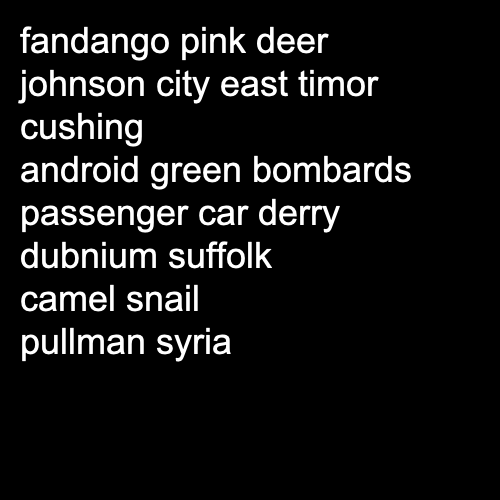 fandango pink deer
johnson city east timor
cushing
android green bombards
passenger car derry
dubnium suffolk
camel snail
pullman syria